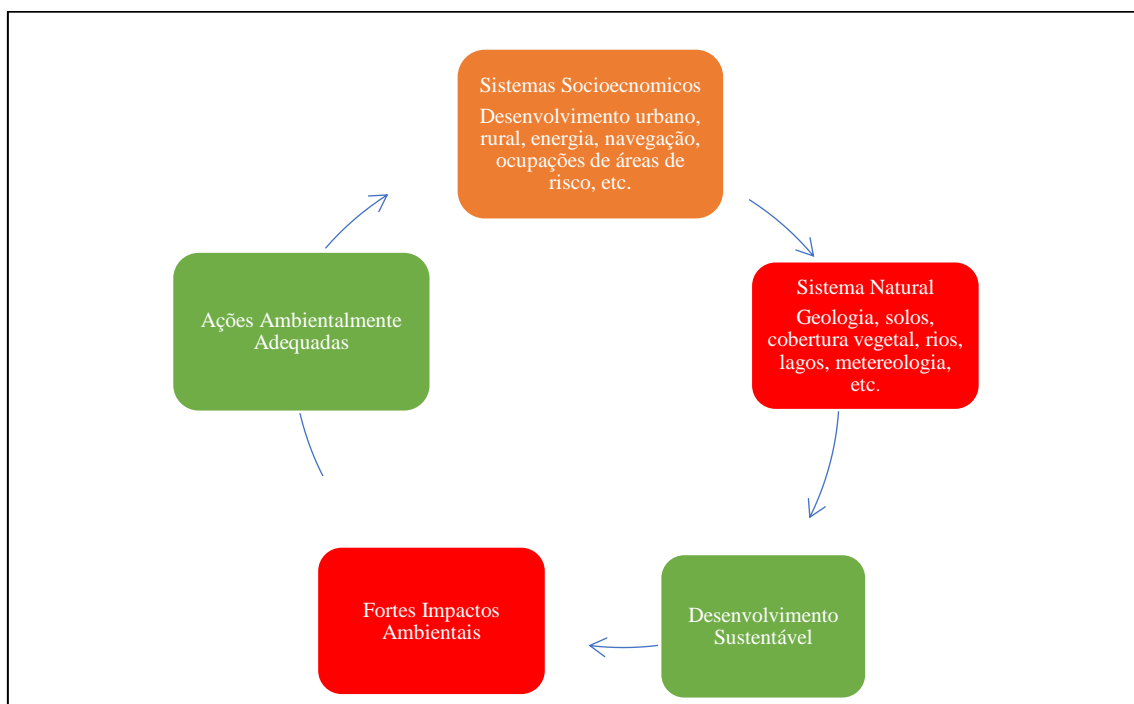 Sistemas Socioecnomicos
Desenvolvimento urbano,
rural, energia, navegação,
ocupações de áreas de
risco, etc.
Sistema Natural
Geologia, solos,
cobertura vegetal, rios,
lagos, metereologia,
etc.
Desenvolvimento
Sustentável
Fortes Impactos
Ambientais
Ações Ambientalmente
Adequadas